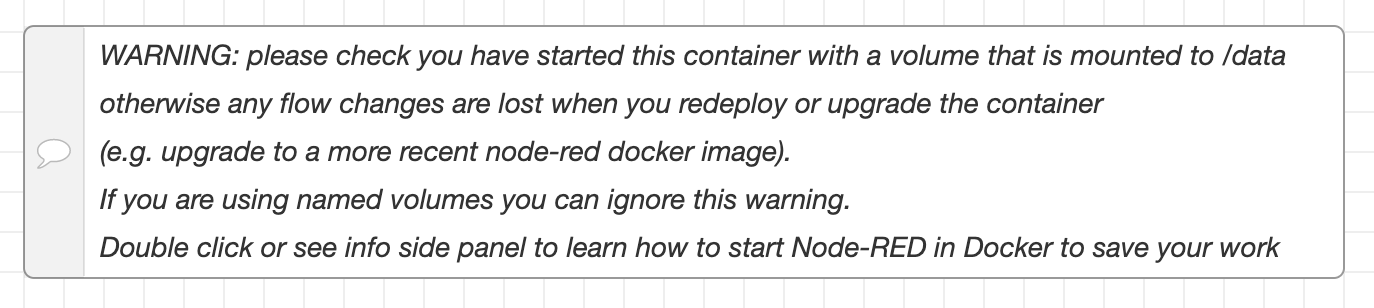 WARNING: please check you have started this container with a volume that is mounted to /data
otherwise any flow changes are lost when you redeploy or upgrade the container
(e.g. upgrade to a more recent node-red docker image).
If you are using named volumes you can ignore this warning.
Double click or see info side panel to learn how to start Node-RED in Docker to save your work